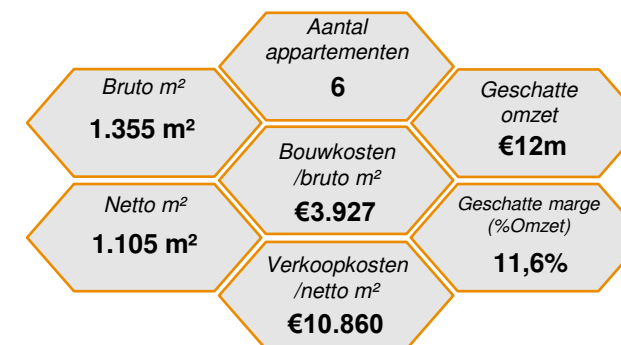 Aantal
appartementen
6
Bruto m²
1.355 m²
Geschatte
omzet
€12m
Bouwkosten
/bruto m²
€3.927
Netto m²
1.105 m²
Geschatte marge
(%Omzet)
11,6%
Verkoopkosten
/netto m²
€10.860